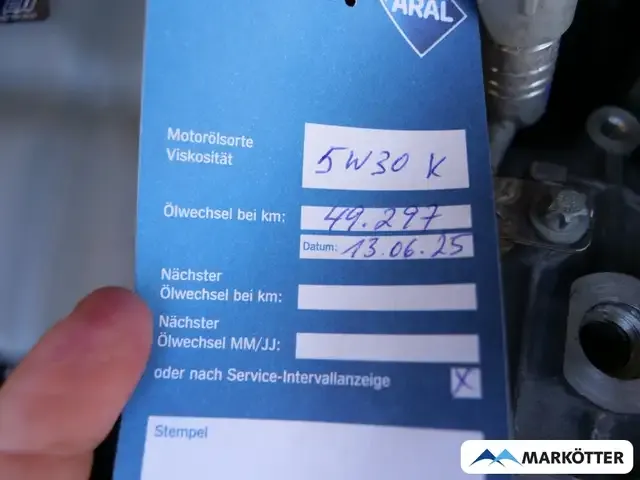 ARAL
Motorölsorte
Viskosität
5W30 K
Ölwechsel bei km: 49.297
Datum: 13.06.25
Nächster
Ölwechsel bei km:
Nächster
Ölwechsel MM/JJ:
oder nach Service-Intervallanzeige X
Stempel
MARKÖTTER